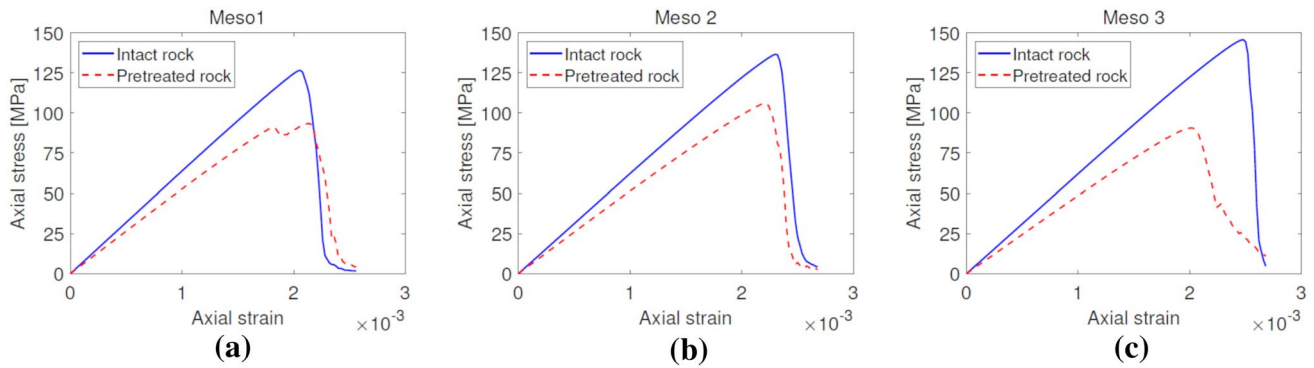 Meso1
Axial stress [MPa]
150
125
100
75
50
25
0
Intact rock
Pretreated rock
0 1 2 3
Axial strain
×10⁻³
(a)
Meso 2
Axial stress [MPa]
150
125
100
75
50
25
0
Intact rock
Pretreated rock
0 1 2 3
Axial strain
×10⁻³
(b)
Meso 3
Axial stress [MPa]
150
125
100
75
50
25
0
Intact rock
Pretreated rock
0 1 2 3
Axial strain
×10⁻³
(c)